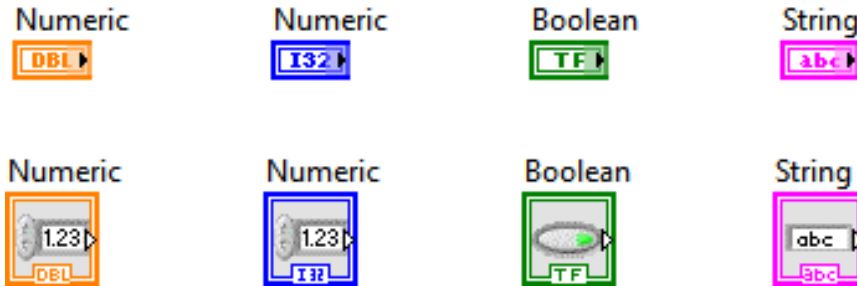 Numeric Numeric Boolean String
DBL I32 TF abc
Numeric Numeric Boolean String
1.23 1.23 abc
DBL I32 TF abc